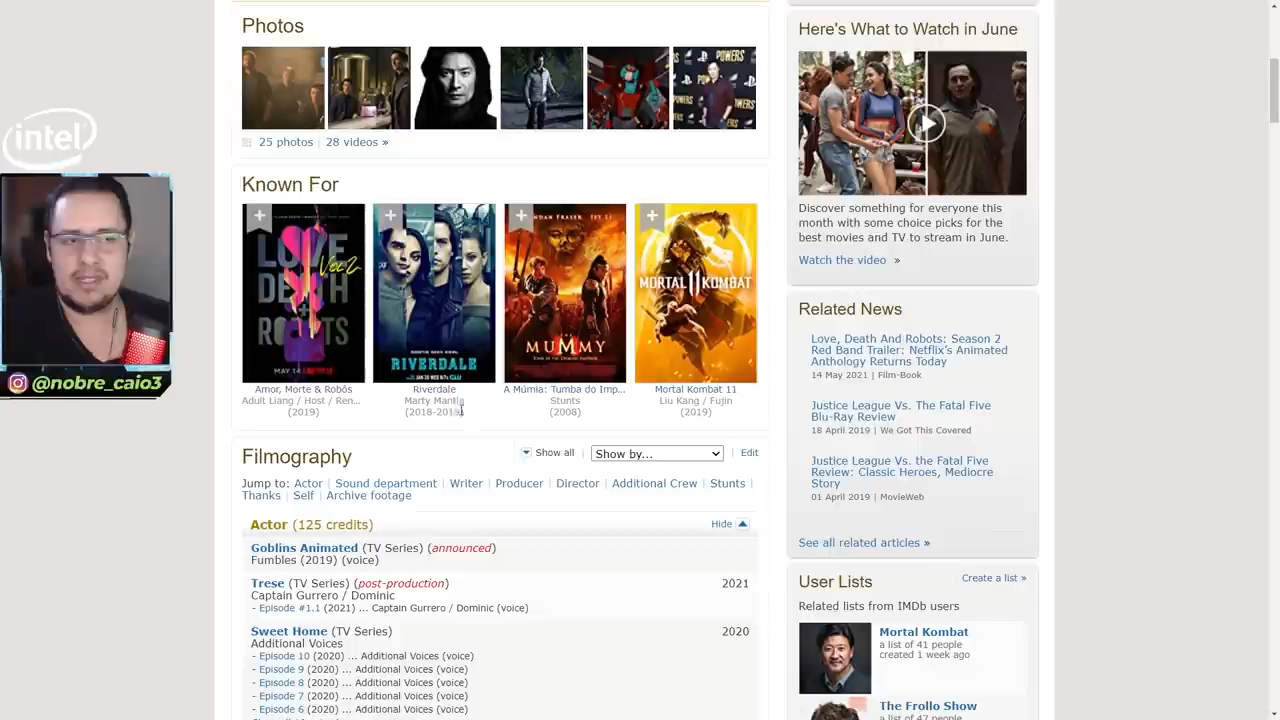 Photos
POWERS
25 photos
28 videos »
intel
@nobre_caio3
Known For
LOVE
DEATH
+
ROBOTS
Vol 2
MAY 14
RIVERDALE
JET LI
MUMMY
MORTAL KOMBAT
11
Amor, Morte & Robôs
Adult Liang / Host / Ren...
(2019)
Riverdale
A Múmia: Tumba do Imp...
Stunts
(2008)
Mortal Kombat 11
Liu Kang / Fujin
(2019)
Filmography
Show all
Show by...
Edit
Jump to: Actor | Sound department | Writer | Producer | Director | Additional Crew | Stunts |
Thanks | Self | Archive footage
Actor (125 credits)
Hide
Goblins Animated (TV Series) (announced)
Fumbles (2019) (voice)
Trese (TV Series) (post-production)
2021
Captain Gurrero / Dominic
- Episode #1.1 (2021) ... Captain Gurrero / Dominic (voice)
Sweet Home (TV Series)
2020
Additional Voices
- Episode 10 (2020) ... Additional Voices (voice)
- Episode 9 (2020) ... Additional Voices (voice)
- Episode 8 (2020) ... Additional Voices (voice)
- Episode 7 (2020) ... Additional Voices (voice)
- Episode 6 (2020) ... Additional Voices (voice)
Here's What to Watch in June
Discover something for everyone this
month with some choice picks for the
best movies and TV to stream in June.
Watch the video »
Related News
Love, Death And Robots: Season 2
Red Band Trailer: Netflix's Animated
Anthology Returns Today
14 May 2021 | Film-Book
Justice League Vs. The Fatal Five
Blu-Ray Review
18 April 2019 | We Got This Covered
Justice League Vs. the Fatal Five
Review: Classic Heroes, Mediocre
Story
01 April 2019 | MovieWeb
See all related articles »
User Lists
Create a list »
Related lists from IMDb users
Mortal Kombat
a list of 41 people
created 1 week ago
The Frollo Show
a list of 47 people